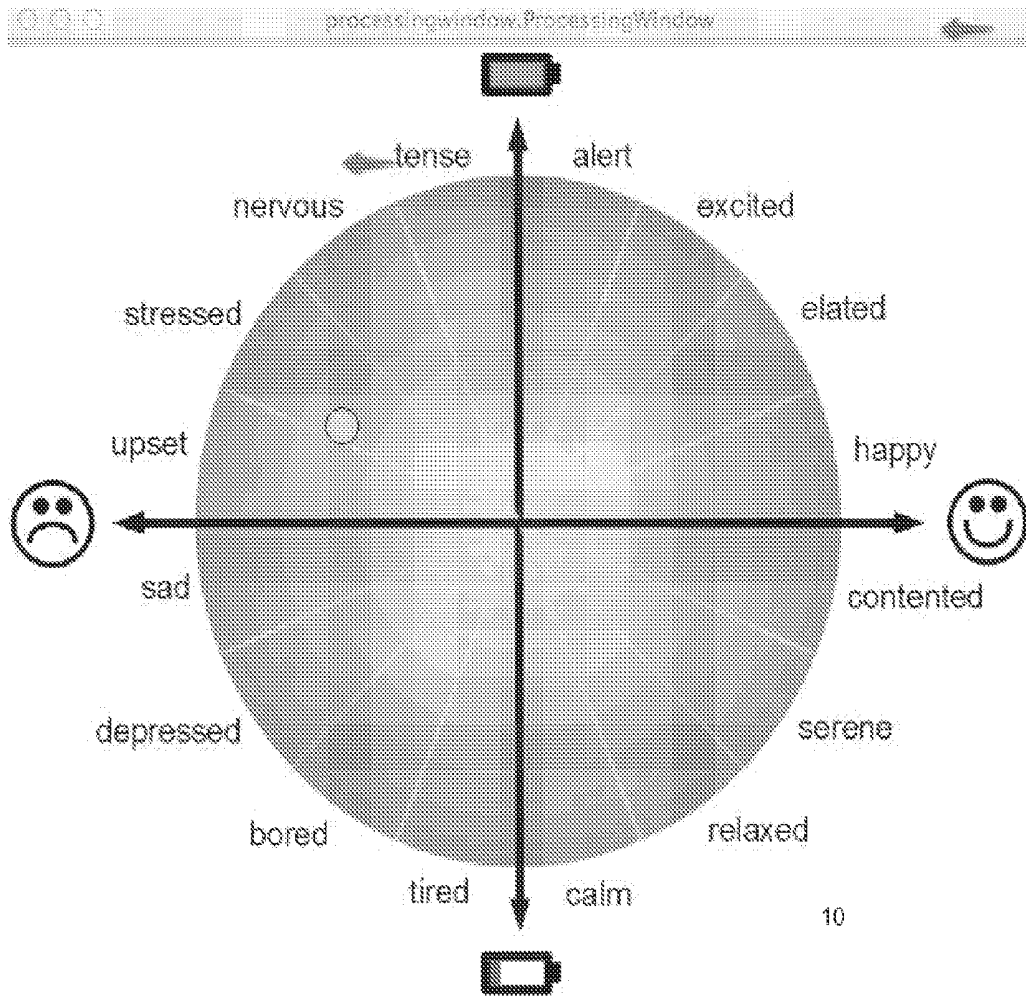 processingwindow.ProcessingWindow
tense alert
nervous excited
stressed elated
upset happy
sad contented
depressed serene
bored relaxed
tired calm
10